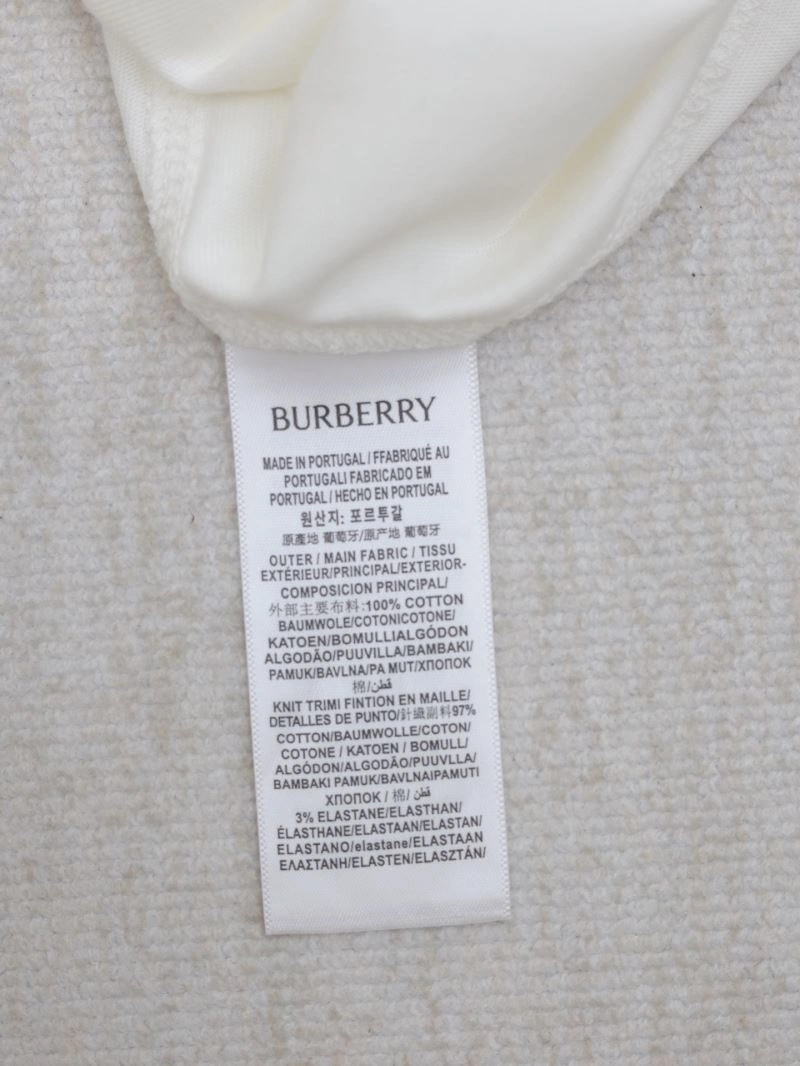 BURBERRY
MADE IN PORTUGAL / FFABRIQUÉ AU
PORTUGALI FABRICADO EM
PORTUGAL / HECHO EN PORTUGAL
원산지: 포르투갈
原產地 葡萄牙/原产地 葡萄牙
OUTER / MAIN FABRIC / TISSU
EXTÉRIEUR/PRINCIPAL/EXTERIOR-
COMPOSICION PRINCIPAL/
外部主要布料:100% COTTON
BAUMWOLE/COTONICOTONE/
KATOEN/BOMULLIALGÓDON
ALGODÃO/PUUVILLA/BAMBAKI/
PAMUK/BAVLNA/PA MUT/ХЛОПОК
棉/قطن
KNIT TRIMI FINTION EN MAILLE/
DETALLES DE PUNTO/針織副料97%
COTTON/BAUMWOLLE/COTON/
COTONE / KATOEN / BOMULL/
ALGÓDON/ALGODÃO/PUUVLLA/
BAMBAKI PAMUK/BAVLNAIPAMUTI
ХЛОПОК / 棉/ قطن
3% ELASTANE/ELASTHAN/
ÉLASTHANE/ELASTAAN/ELASTAN/
ELASTANO/elastane/ELASTAAN
ΕΛΑΣΤΑΝΗ/ELASTEN/ELASZTÁN/